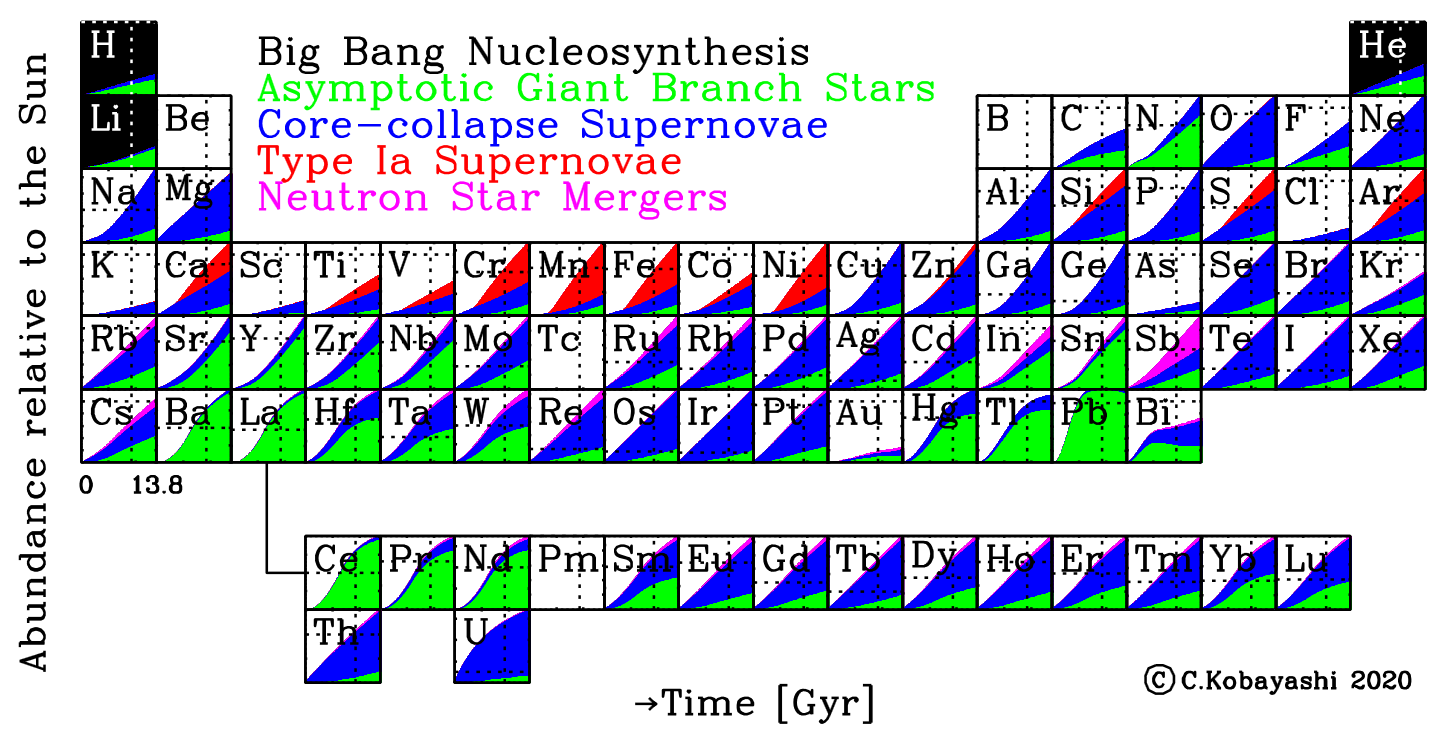 H
Big Bang Nucleosynthesis
He
Asymptotic Giant Branch Stars
Li Be
Core-collapse Supernovae
B C N O F Ne
Type Ia Supernovae
Na Mg
Neutron Star Mergers
Al Si P S Cl Ar
K Ca Sc Ti V Cr Mn Fe Co Ni Cu Zn Ga Ge As Se Br Kr
Rb Sr Y Zr Nb Mo Tc Ru Rh Pd Ag Cd In Sn Sb Te I Xe
Cs Ba La Hf Ta W Re Os Ir Pt Au Hg Tl Pb Bi
0 13.8
Ce Pr Nd Pm Sm Eu Gd Tb Dy Ho Er Tm Yb Lu
Th U
→Time [Gyr]
©C.Kobayashi 2020
Abundance relative to the Sun